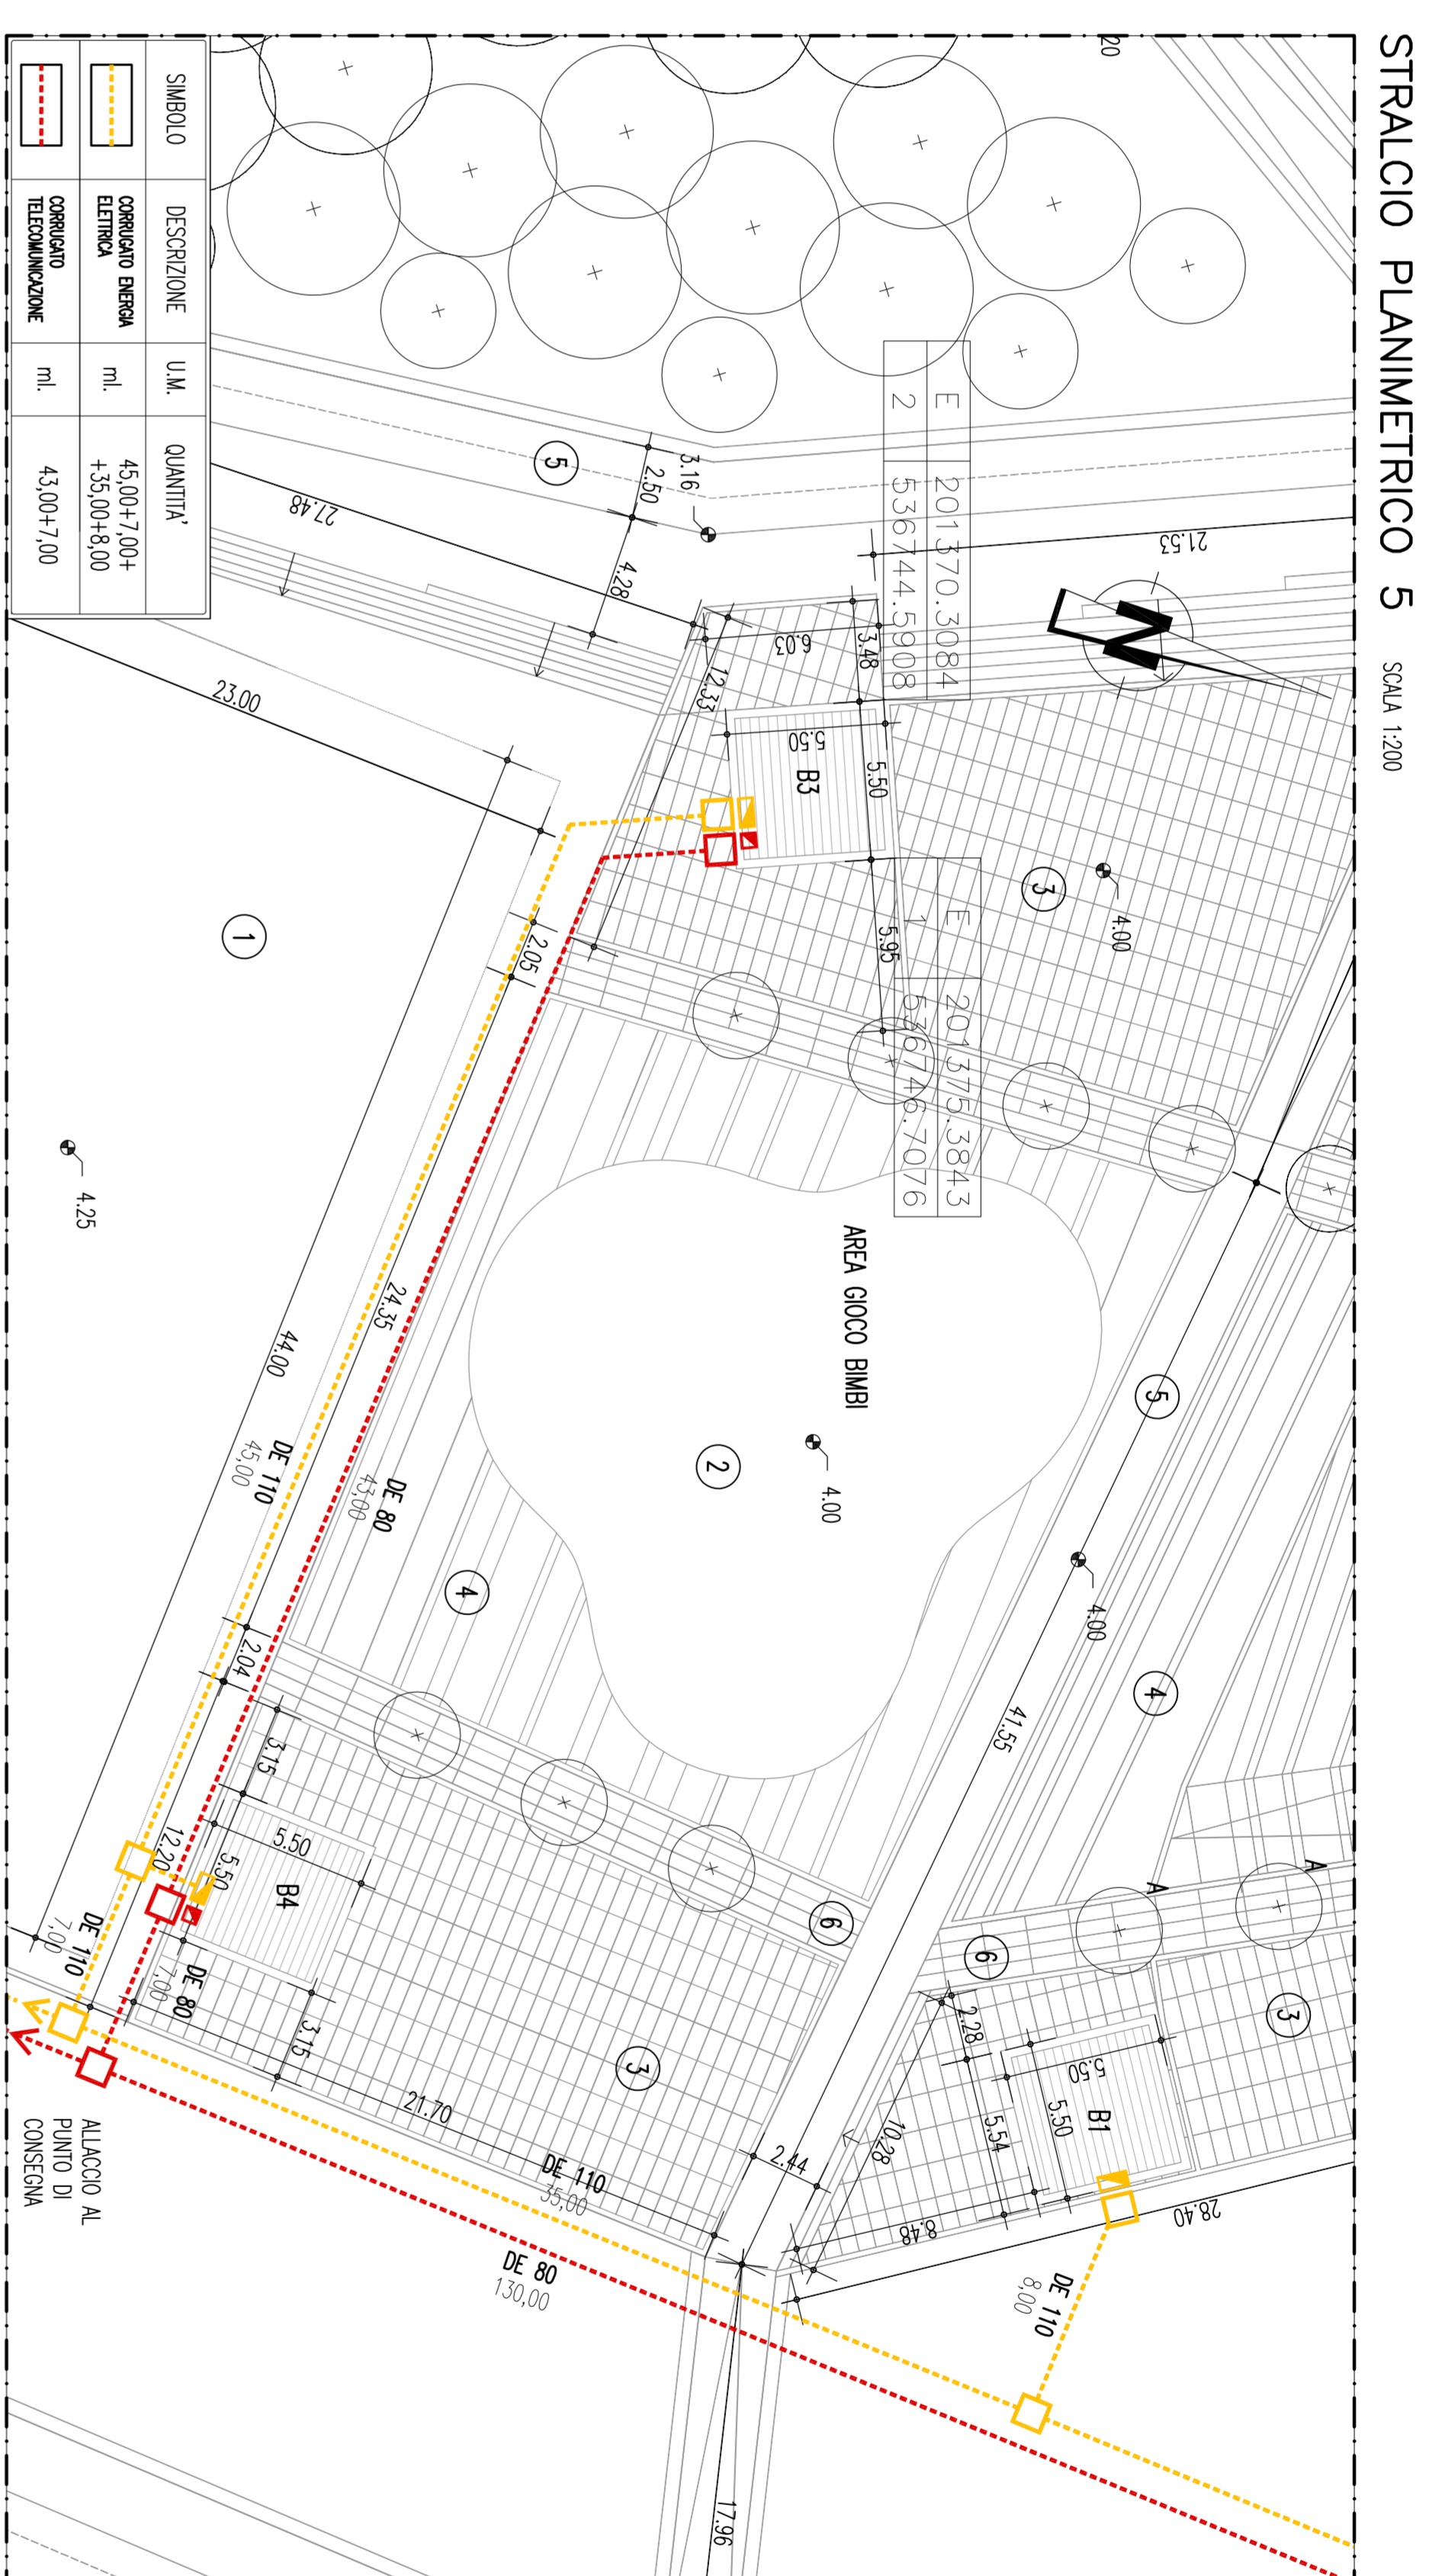 STRALCIO PLANIMETRICO 5
SCALA 1:200
20
SIMBOLO DESCRIZIONE U.M. QUANTITA'
CORRUGATO ENERGIA
ELETTRICA
ml.
45,00+7,00+
+35,00+8,00
CORRUGATO
TELECOMUNICAZIONE
ml.
43,00+7,00
E 201370.3084
2 536744.5908
E 201375.3843
1 536746.7076
N
21.53
3.16
2.50
5
27.48
4.28
6.03
3.48
12.33
5.50
B3
5.50
5.95
3
4.00
23.00
1
2.05
4.25
24.35
44.00
DE 110
45,00
DE 80
43,00
AREA GIOCO BIMBI
2
4.00
5
4.00
4
4
41.55
2.04
3.15
5.50
B4
5.50
12.20
DE 110
7,00
DE 80
7,00
3.15
21.70
3
6
6
A
A
3
2.28
5.50
B1
5.50
5.54
10.28
8.48
2.44
28.40
DE 110
35,00
DE 80
130,00
DE 110
8,00
17.96
ALLACCIO AL
PUNTO DI
CONSEGNA